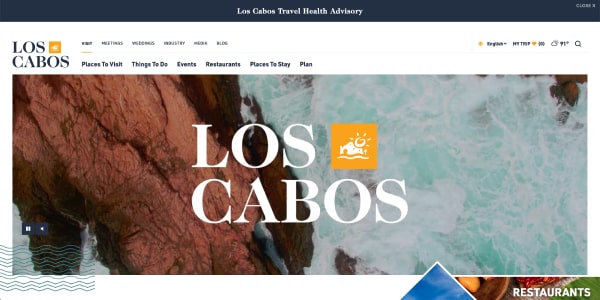 Los Cabos Travel Health Advisory
CLOSE X
LOS
CABOS
VISIT MEETINGS WEDDINGS INDUSTRY MEDIA BLOG
English MY TRIP (0) 91°
Places To Visit Things To Do Events Restaurants Places To Stay Plan
LOS
CABOS
RESTAURANTS